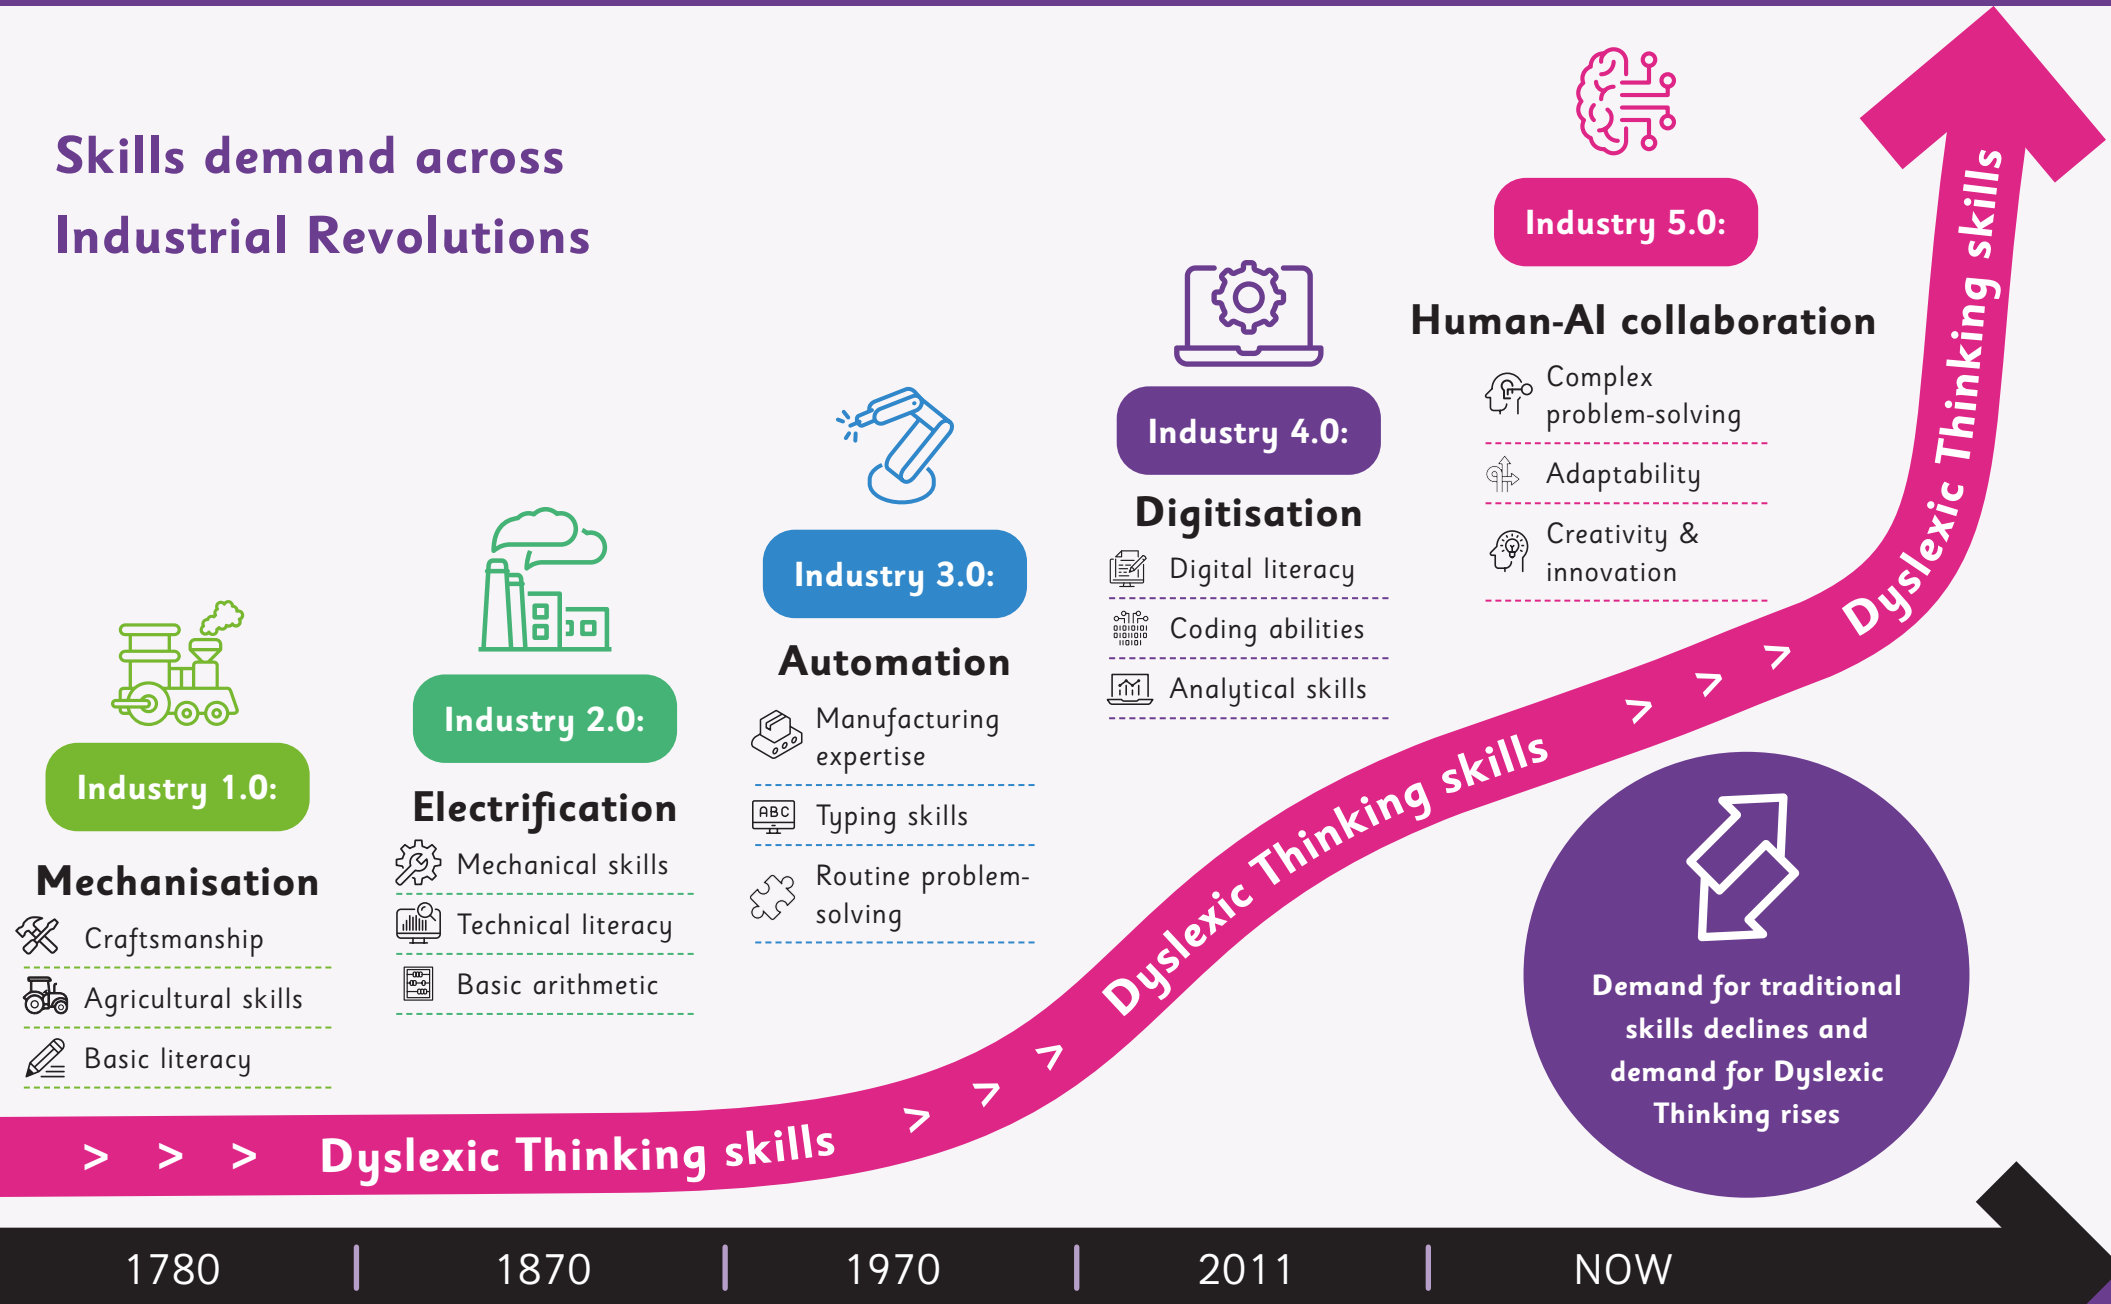 Skills demand across
Industrial Revolutions
Industry 1.0:
Mechanisation
Craftsmanship
Agricultural skills
Basic literacy
Industry 2.0:
Electrification
Mechanical skills
Technical literacy
Basic arithmetic
Industry 3.0:
Automation
Manufacturing
expertise
ABC
Typing skills
Routine problem-
solving
Industry 4.0:
Digitisation
Digital literacy
Coding abilities
Analytical skills
Industry 5.0:
Human-AI collaboration
Complex
problem-solving
Adaptability
Creativity &
innovation
> > > Dyslexic Thinking skills
> > > Dyslexic Thinking skills
> > > Dyslexic Thinking skills
Demand for traditional
skills declines and
demand for Dyslexic
Thinking rises
1780 | 1870 | 1970 | 2011 | NOW